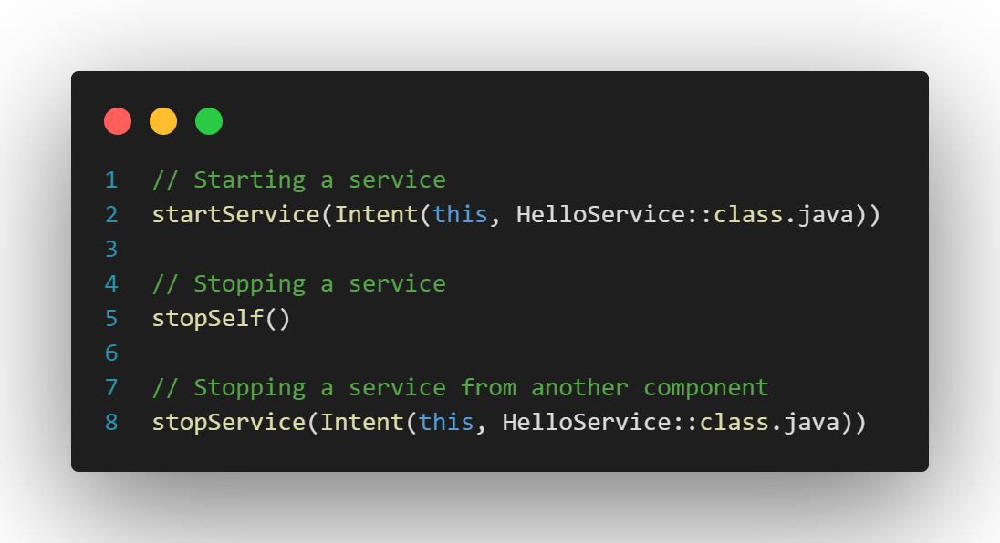 1 // Starting a service
2 startService(Intent(this, HelloService::class.java))
3
4 // Stopping a service
5 stopSelf()
6
7 // Stopping a service from another component
8 stopService(Intent(this, HelloService::class.java))